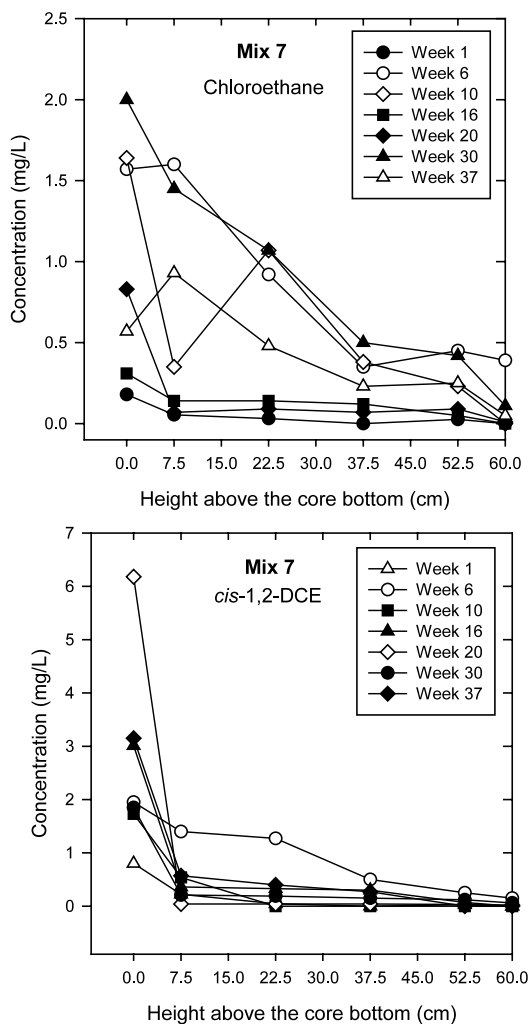 2.5
2.0
1.5
1.0
0.5
0.0
Concentration (mg/L)
Mix 7
Chloroethane
Week 1
Week 6
Week 10
Week 16
Week 20
Week 30
Week 37
0.0 7.5 15.0 22.5 30.0 37.5 45.0 52.5 60.0
Height above the core bottom (cm)
7
6
5
4
3
2
1
0
Concentration (mg/L)
Mix 7
cis-1,2-DCE
Week 1
Week 6
Week 10
Week 16
Week 20
Week 30
Week 37
0.0 7.5 15.0 22.5 30.0 37.5 45.0 52.5 60.0
Height above the core bottom (cm)